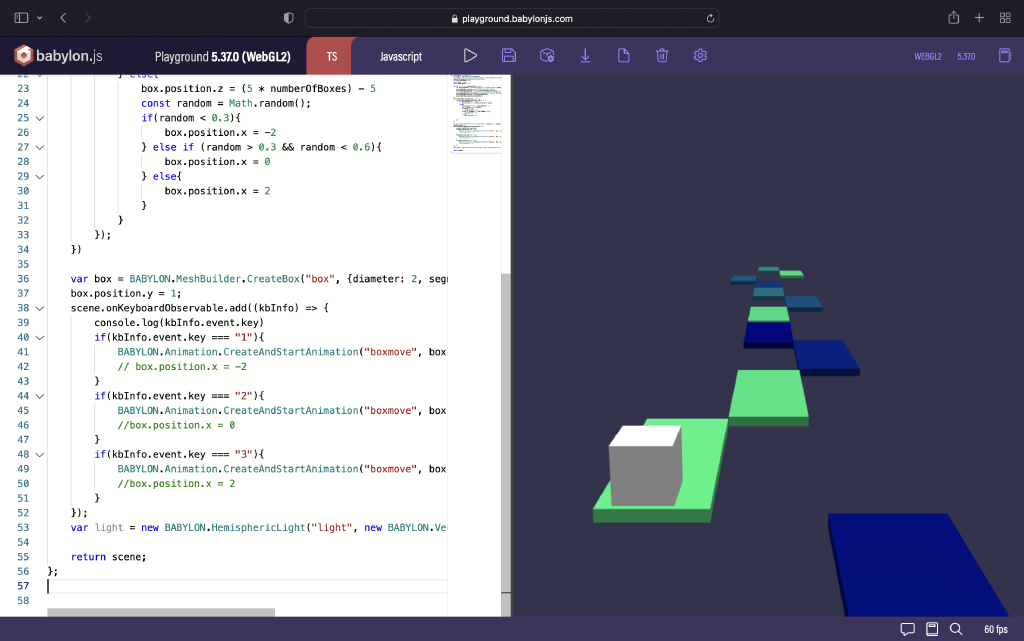 playground.babylonjs.com
babylon.js
Playground 5.37.0 (WebGL2)
TS
Javascript
WEBGL2
5.37.0
23 box.position.z = (5 * numberOfBoxes) - 5
24 const random = Math.random();
25 if(random < 0.3){
26 box.position.x = -2
27 } else if (random > 0.3 && random < 0.6){
28 box.position.x = 0
29 } else{
30 box.position.x = 2
31 }
32 }
33 });
34 })
35
36 var box = BABYLON.MeshBuilder.CreateBox("box", {diameter: 2, seg
37 box.position.y = 1;
38 scene.onKeyboardObservable.add((kbInfo) => {
39 console.log(kbInfo.event.key)
40 if(kbInfo.event.key === "1"){
41 BABYLON.Animation.CreateAndStartAnimation("boxmove", box
42 // box.position.x = -2
43 }
44 if(kbInfo.event.key === "2"){
45 BABYLON.Animation.CreateAndStartAnimation("boxmove", box
46 //box.position.x = 0
47 }
48 if(kbInfo.event.key === "3"){
49 BABYLON.Animation.CreateAndStartAnimation("boxmove", box
50 //box.position.x = 2
51 }
52 });
53 var light = new BABYLON.HemisphericLight("light", new BABYLON.Ve
54
55 return scene;
56 };
57
58
60 fps